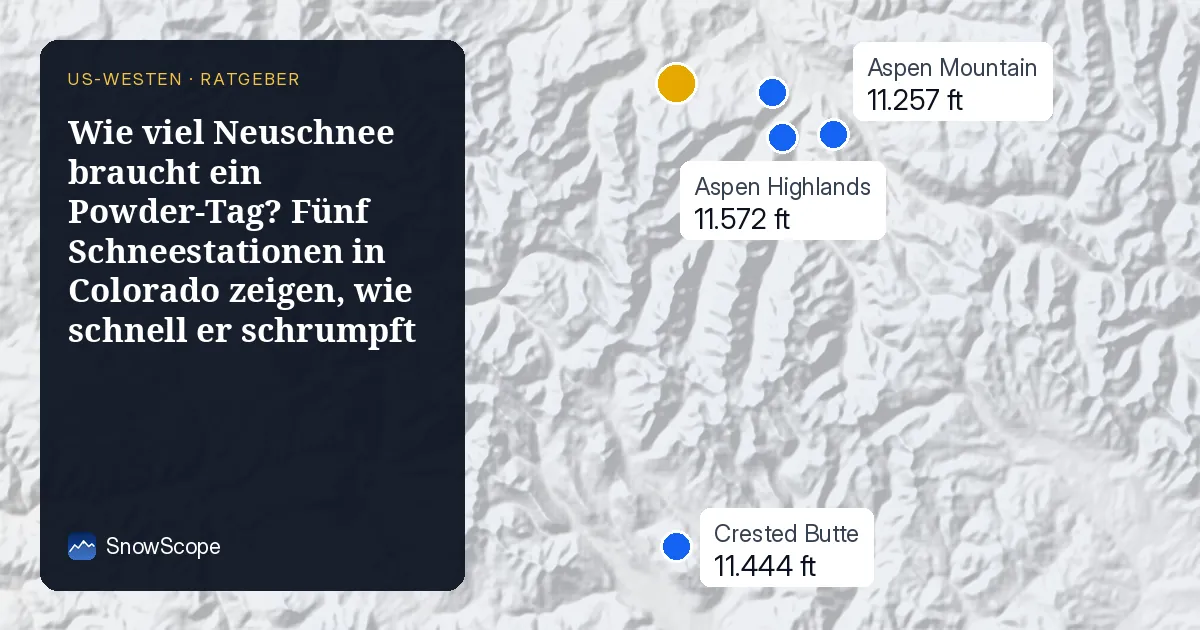 US-WESTEN · RATGEBER
Wie viel Neuschnee
braucht ein
Powder-Tag? Fünf
Schneestationen in
Colorado zeigen, wie
schnell er schrumpft
SnowScope
Aspen Mountain
11.257 ft
Aspen Highlands
11.572 ft
Crested Butte
11.444 ft